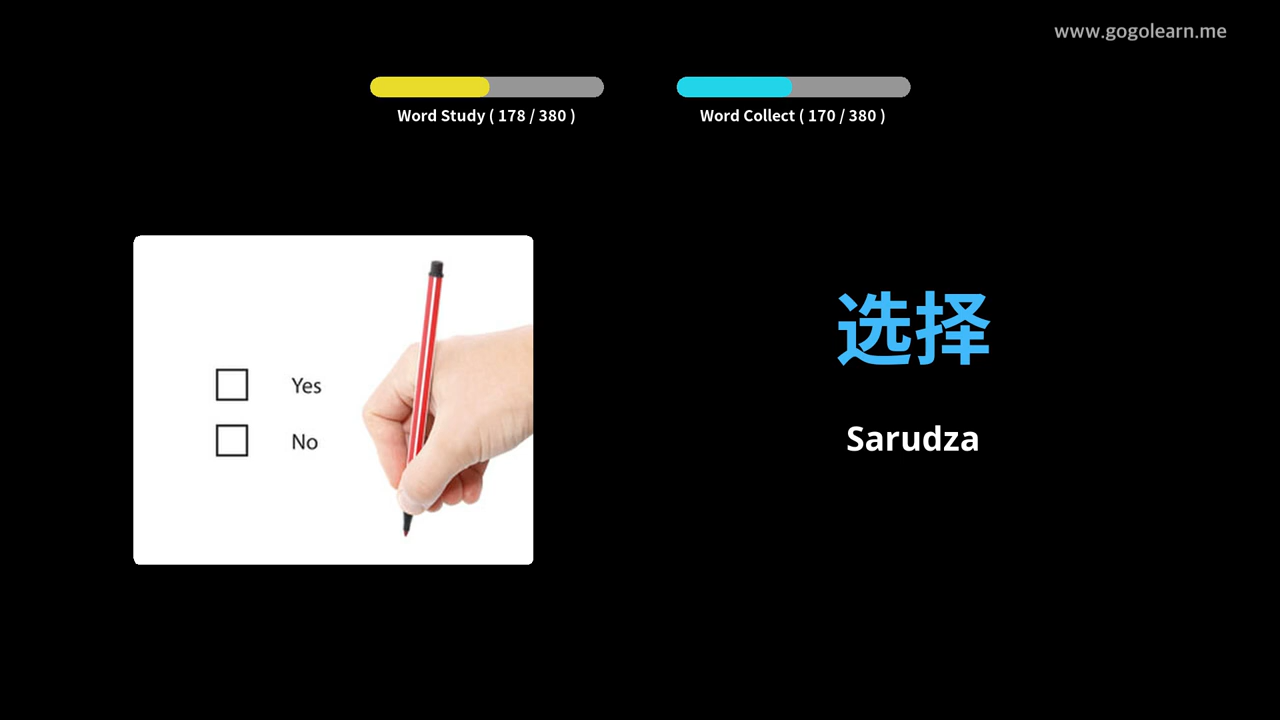 www.gogolearn.me
Word Study ( 178 / 380 )
Word Collect ( 170 / 380 )
Yes
No
选择
Sarudza